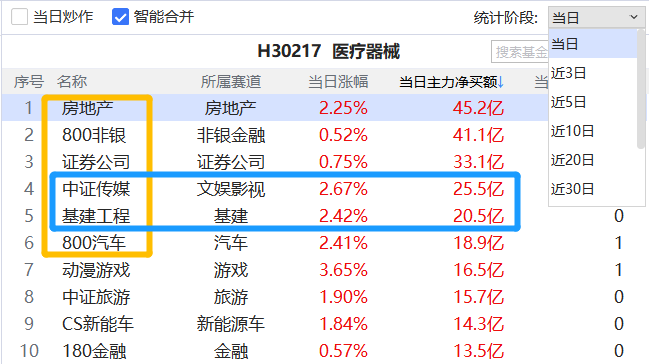 当日炒作 智能合并 统计阶段: 当日
H30217 医疗器械 搜索基金
当日
序号 名称 所属赛道 当日涨幅 当日主力净买额↓ 当
近3日
1 房地产 房地产 2.25% 45.2亿
近5日
2 800非银 非银金融 0.52% 41.1亿
近10日
3 证券公司 证券公司 0.75% 33.1亿
近20日
4 中证传媒 文娱影视 2.67% 25.5亿
近30日
5 基建工程 基建 2.42% 20.5亿 0
6 800汽车 汽车 2.41% 18.9亿 1
7 动漫游戏 游戏 3.65% 16.5亿 1
8 中证旅游 旅游 1.90% 15.7亿 0
9 CS新能车 新能源车 1.84% 14.3亿 0
10 180金融 金融 0.57% 13.5亿 0